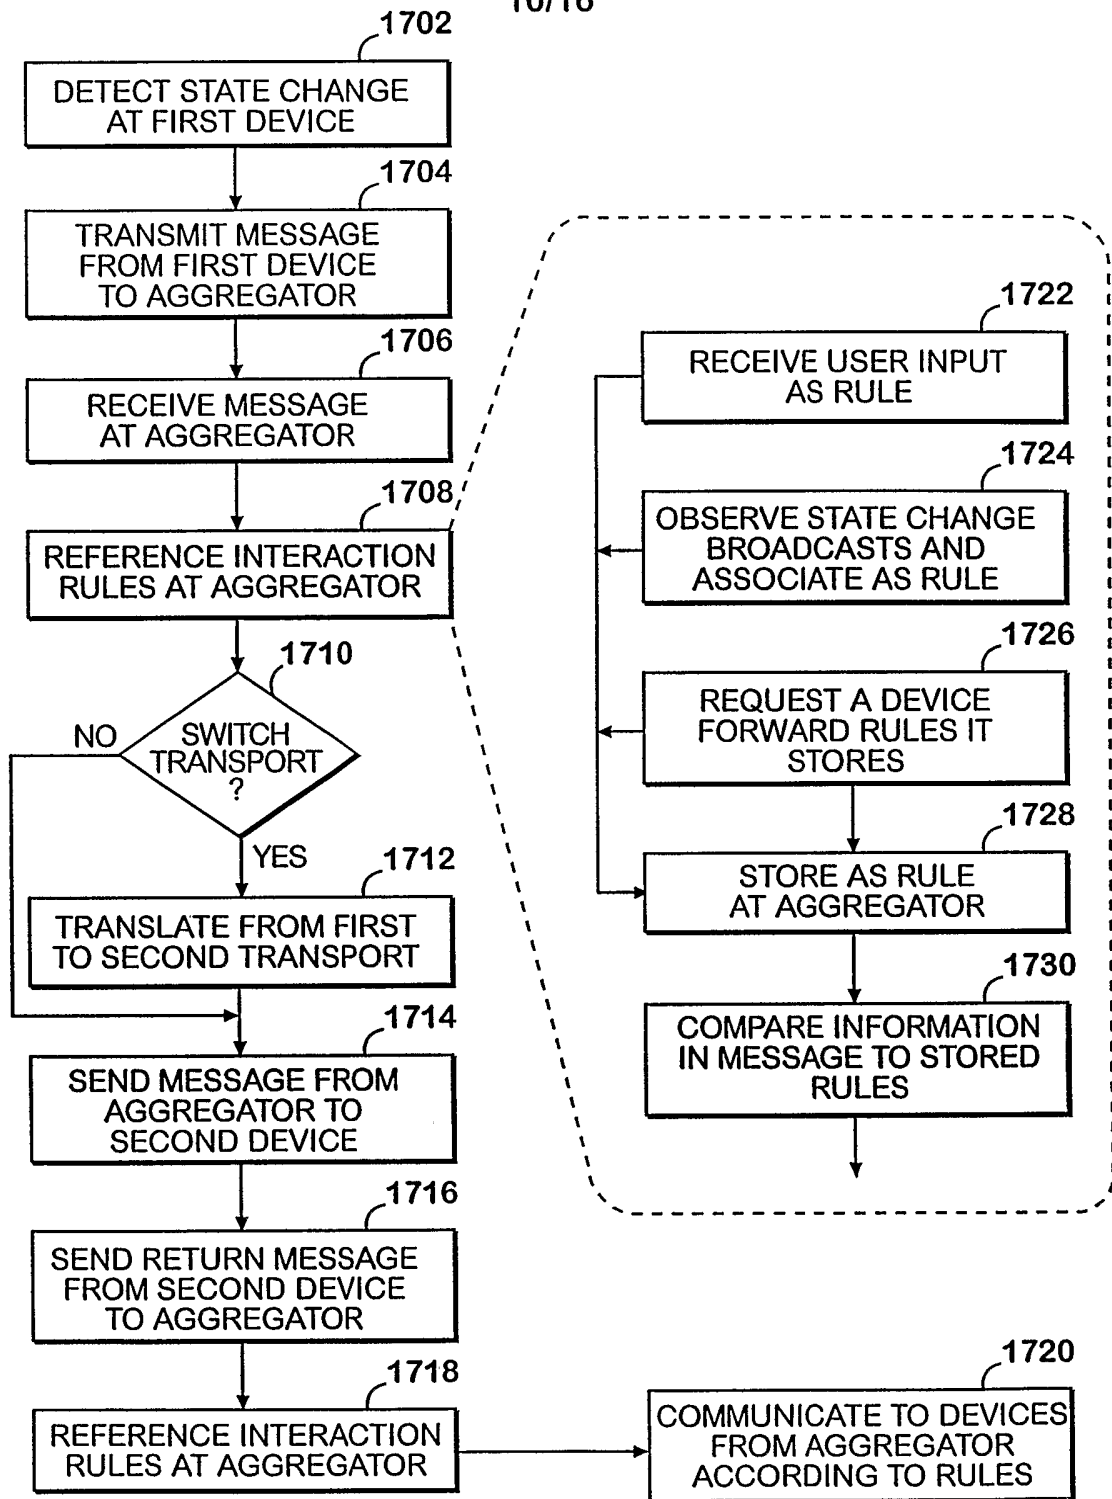 10/16
1702
DETECT STATE CHANGE
AT FIRST DEVICE
1704
TRANSMIT MESSAGE
FROM FIRST DEVICE
TO AGGREGATOR
1706
RECEIVE MESSAGE
AT AGGREGATOR
1708
REFERENCE INTERACTION
RULES AT AGGREGATOR
1710
NO
SWITCH
TRANSPORT
?
YES
1712
TRANSLATE FROM FIRST
TO SECOND TRANSPORT
1714
SEND MESSAGE FROM
AGGREGATOR TO
SECOND DEVICE
1716
SEND RETURN MESSAGE
FROM SECOND DEVICE
TO AGGREGATOR
1718
REFERENCE INTERACTION
RULES AT AGGREGATOR
1720
COMMUNICATE TO DEVICES
FROM AGGREGATOR
ACCORDING TO RULES
1722
RECEIVE USER INPUT
AS RULE
1724
OBSERVE STATE CHANGE
BROADCASTS AND
ASSOCIATE AS RULE
1726
REQUEST A DEVICE
FORWARD RULES IT
STORES
1728
STORE AS RULE
AT AGGREGATOR
1730
COMPARE INFORMATION
IN MESSAGE TO STORED
RULES